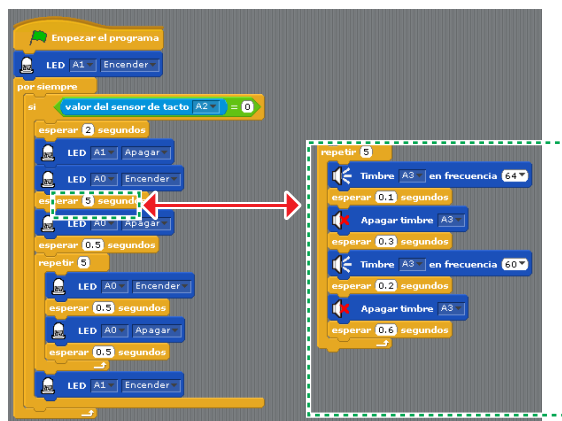 Empezar el programa
LED A1 Encender
por siempre
si valor del sensor de tacto A2 = 0
esperar 2 segundos
LED A1 Apagar
LED A0 Encender
esperar 5 segundos
LED A0 Apagar
esperar 0.5 segundos
repetir 5
LED A0 Encender
esperar 0.5 segundos
LED A0 Apagar
esperar 0.5 segundos
LED A1 Encender
repetir 5
Timbre A3 en frecuencia 64
esperar 0.1 segundos
Apagar timbre A3
esperar 0.3 segundos
Timbre A3 en frecuencia 60
esperar 0.2 segundos
Apagar timbre A3
esperar 0.6 segundos